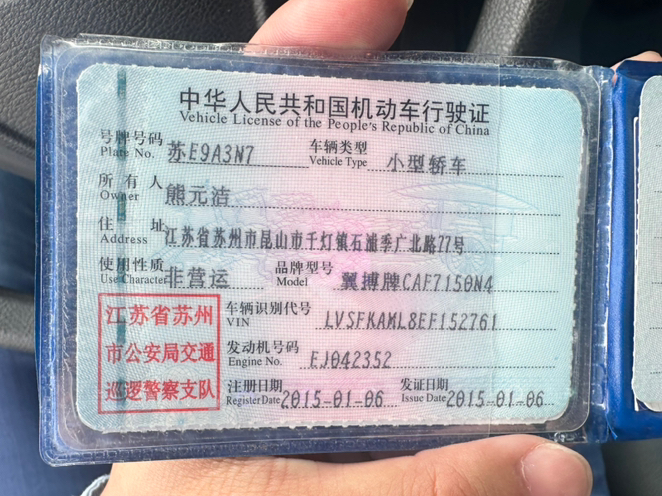 中华人民共和国机动车行驶证
Vehicle License of the People's Republic of China
号牌号码 苏E9A3N7 车辆类型 小型轿车
Plate No. Vehicle Type
所有人 熊元洁
Owner
住址 江苏省苏州市昆山市千灯镇石浦季广北路77号
Address
使用性质 非营运 品牌型号 翼搏牌CAF7150N4
Use Character Model
江苏省苏州 车辆识别代号 LVSFKAML8EF152761
市公安局交通 VIN
巡逻警察支队 发动机号码 EJ042352
Engine No.
注册日期 2015-01-06 发证日期 2015-01-06
Register Date Issue Date